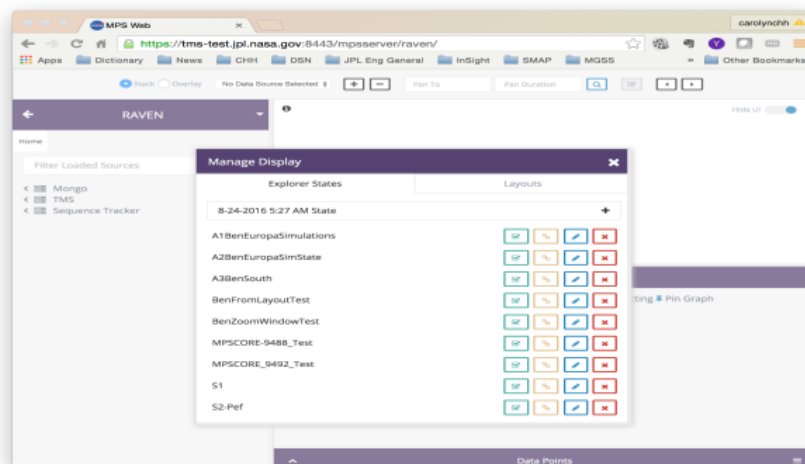 MPS Web
carolynchh
https://tms-test.jpl.nasa.gov:8443/mpsserver/raven/
Apps Dictionary News CHH DSN JPL Eng General InSight SMAP MGSS » Other Bookmarks
Stack Overlay No Data Source Selected Pan To Pan Duration
RAVEN
Hide UI
Home
Filter Loaded Sources
Mongo
TMS
Sequence Tracker
Manage Display
Explorer States Layouts
8-24-2016 5:27 AM State
A1BenEuropaSimulations
A2BenEuropaSimState
A3BenSouth
BenFromLayoutTest
BenZoomWindowTest
MPSCORE-9488_Test
MPSCORE_9492_Test
S1
S2-Pef
cting Pin Graph
Data Points